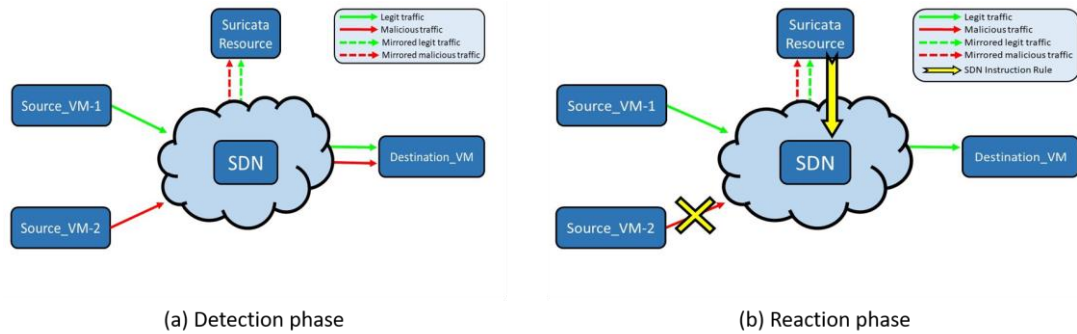 Suricata
Resource
Legit traffic
Malicious traffic
Mirrored legit traffic
Mirrored malicious traffic
Source_VM-1
SDN
Destination_VM
Source_VM-2
(a) Detection phase
Suricata
Resource
Legit traffic
Malicious traffic
Mirrored legit traffic
Mirrored malicious traffic
SDN Instruction Rule
Source_VM-1
SDN
Destination_VM
Source_VM-2
(b) Reaction phase